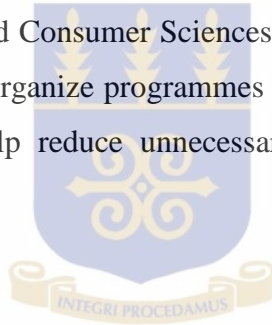 d Consumer Sciences
rganize programmes
lp reduce unnecessar
INTEGRI PROCEDAMUS